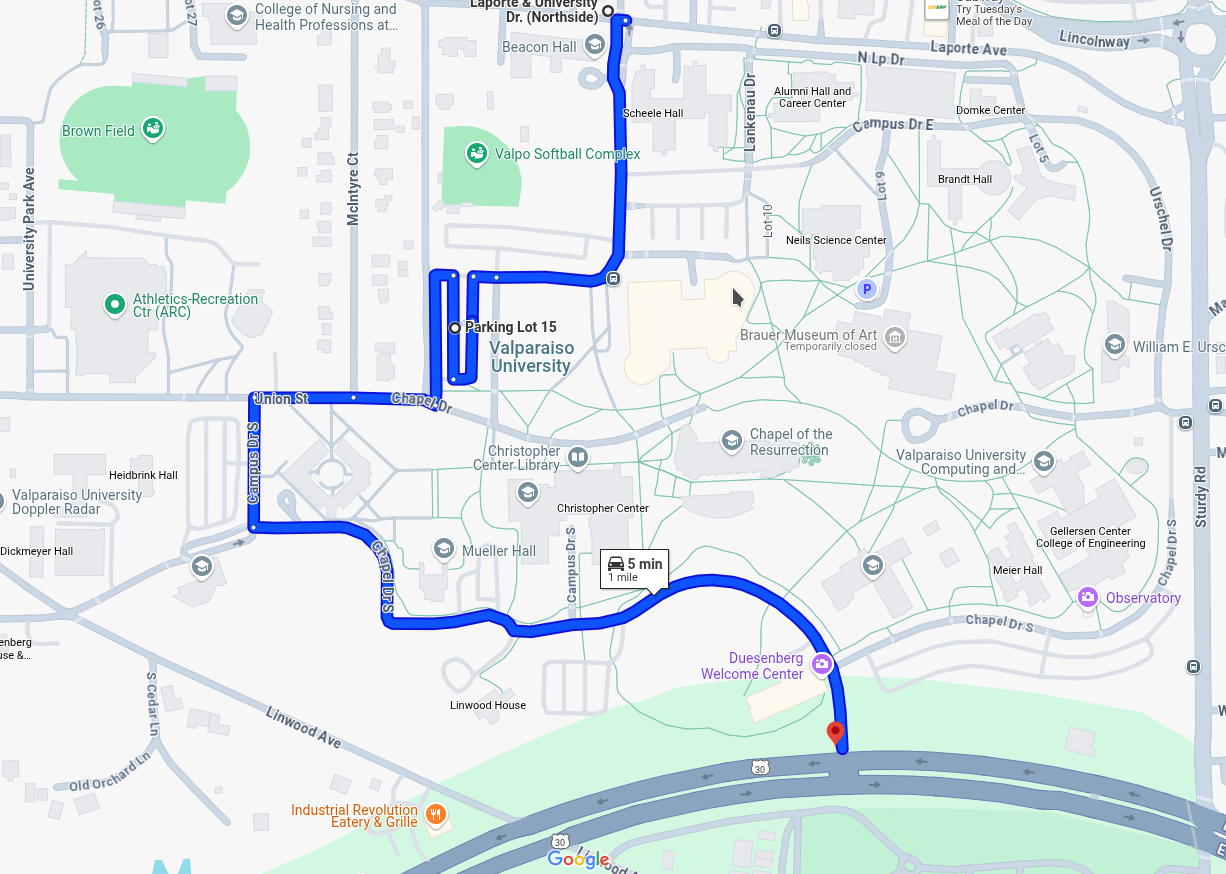 Laporte & University
Dr. (Northside)
College of Nursing and
Health Professions at...
Lot 27
Try Tuesday's
Meal of the Day
Lincolnway
Laporte Ave
N Lp Dr
Beacon Hall
Lankenau Dr
Alumni Hall and
Career Center
Domke Center
Scheele Hall
Campus Dr E
Brown Field
Valpo Softball Complex
Lot 5
Lot 9
Brandt Hall
University Park Ave
McIntyre Ct
Lot 10
Urschel Dr
Neils Science Center
P
Athletics-Recreation
Ctr (ARC)
Parking Lot 15
Valparaiso
University
Brauer Museum of Art
Temporarily closed
William E. Ursc
Union St
Chapel Dr
Chapel Dr
Campus Dr S
Christopher
Center Library
Chapel of the
Resurrection
Valparaiso University
Computing and...
Heidbrink Hall
Valparaiso University
Doppler Radar
Christopher Center
Sturdy Rd
Gellersen Center
College of Engineering
Dickmeyer Hall
Mueller Hall
Chapel Dr S
Campus Dr S
5 min
1 mile
Meier Hall
Chapel Dr S
Observatory
Chapel Dr S
enberg
use &...
Duesenberg
Welcome Center
S Cedar Ln
Linwood House
Linwood Ave
Old Orchard Ln
30
Industrial Revolution
Eatery & Grille
30
Google